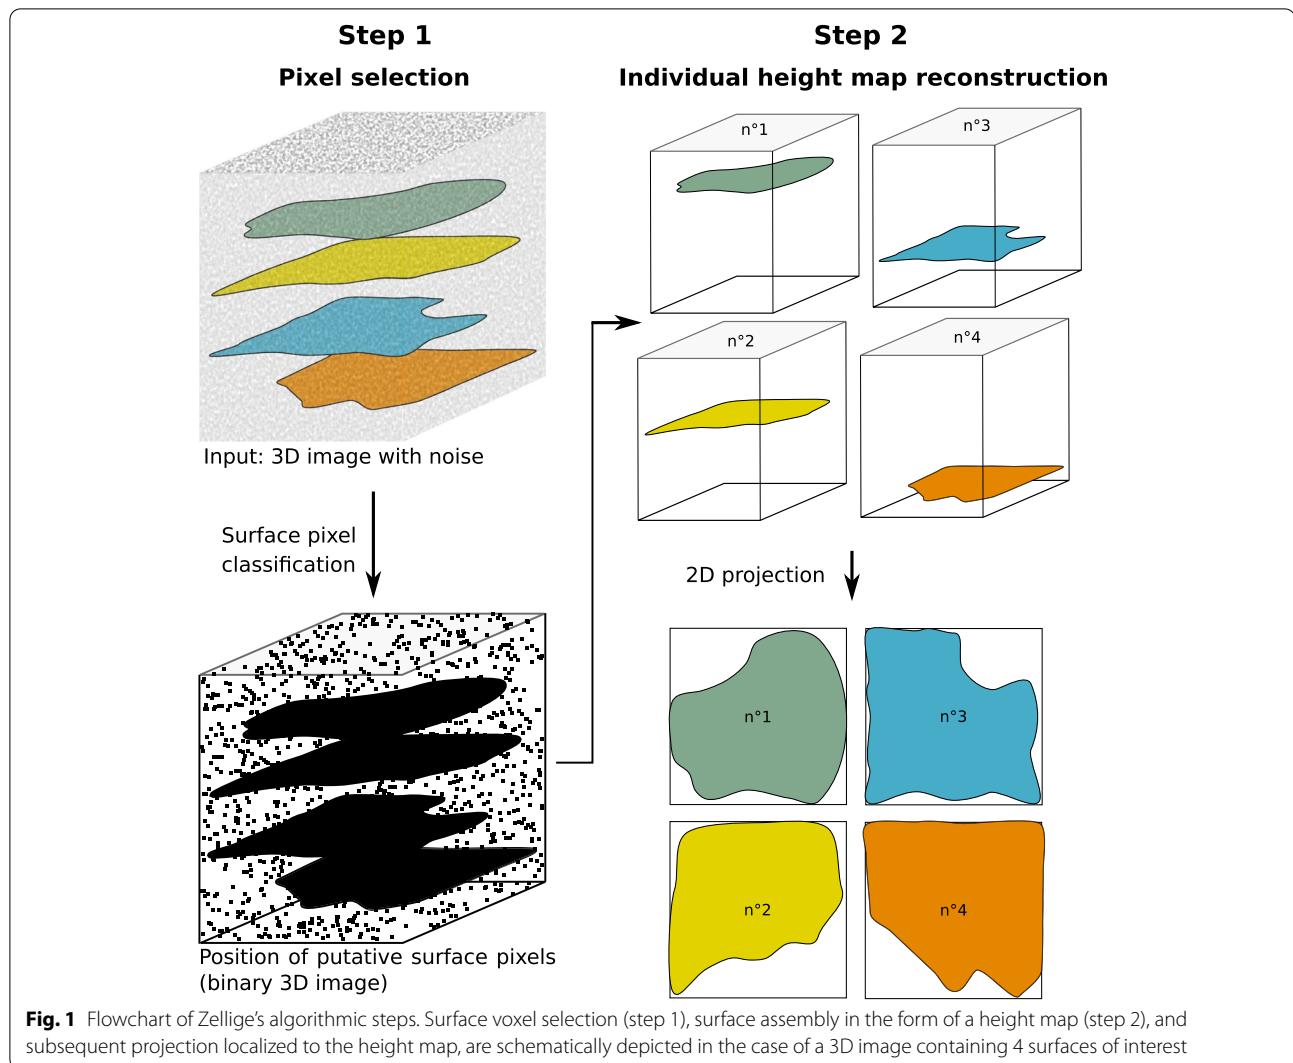 Step 1
Pixel selection
Input: 3D image with noise
Surface pixel
classification
Position of putative surface pixels
(binary 3D image)
Step 2
Individual height map reconstruction
n°1
n°3
n°2
n°4
2D projection
n°1
n°3
n°2
n°4
Fig. 1 Flowchart of Zellige’s algorithmic steps. Surface voxel selection (step 1), surface assembly in the form of a height map (step 2), and
subsequent projection localized to the height map, are schematically depicted in the case of a 3D image containing 4 surfaces of interest